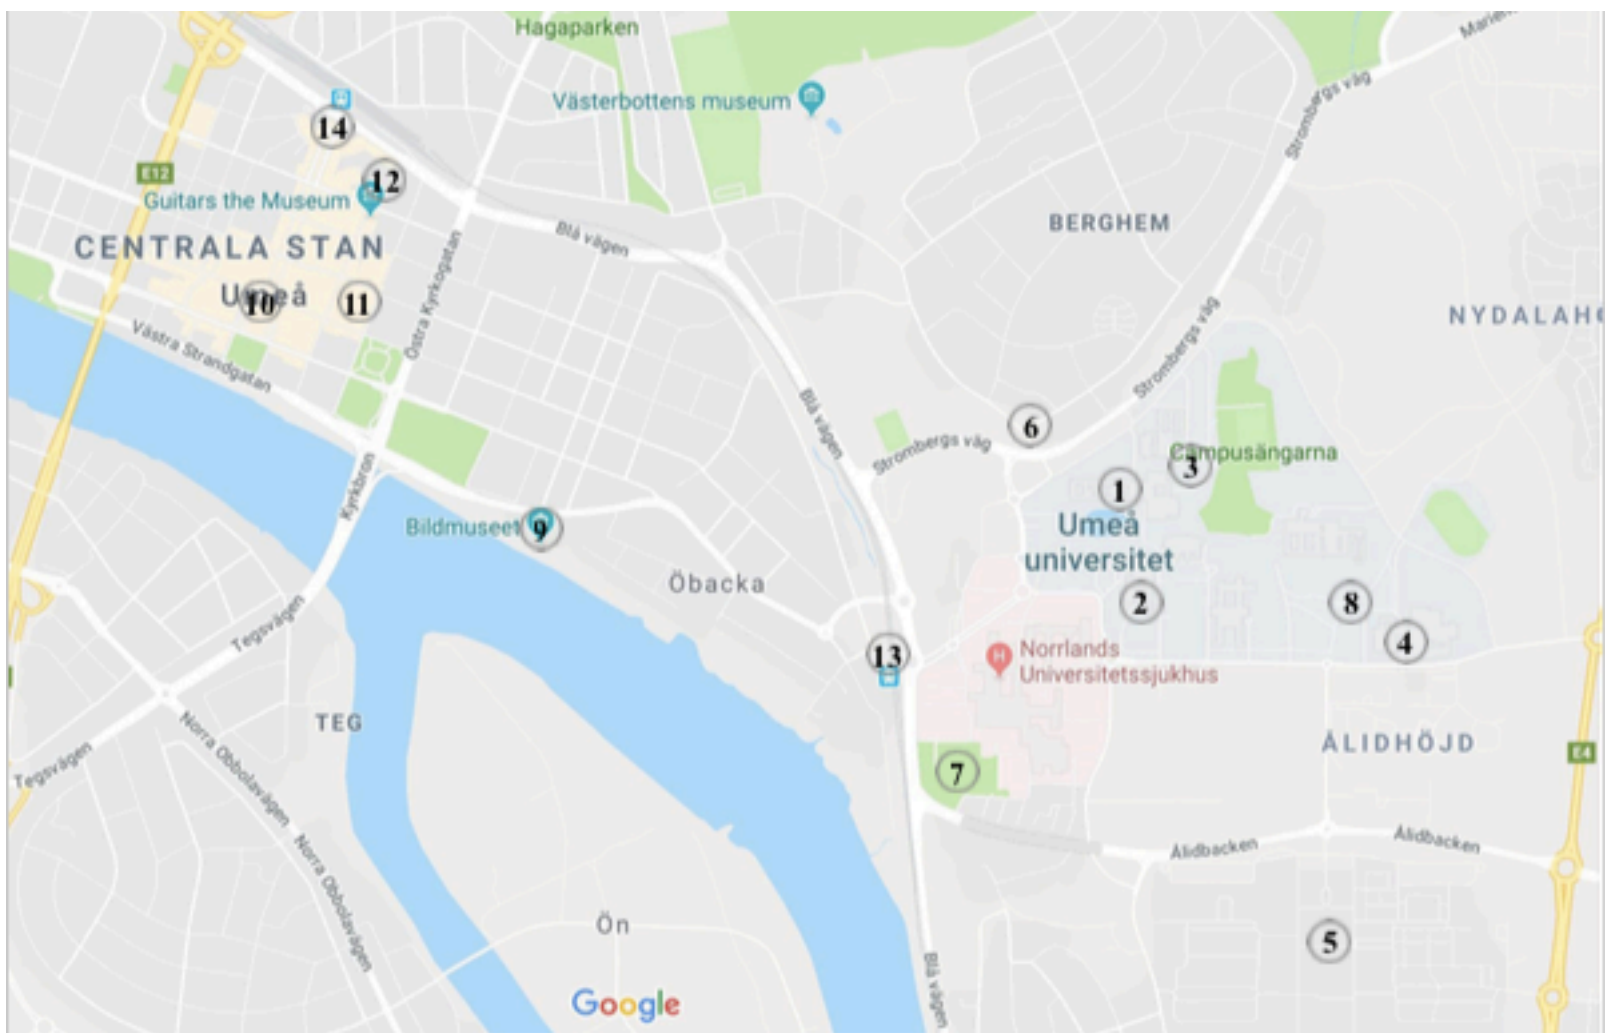 Hagaparken
Marieh
Västerbottens museum
Strombergs väg
14
E12
12
Guitars the Museum
BERGHEM
CENTRALA STAN
Blå vägen
Umeå
10
11
Östra Kyrkogatan
NYDALAHÖ
Västra Strandgatan
Strombergs väg
Blå vägen
6
Strombergs väg
Campusängarna
3
1
Kyrkbron
Bildmuseet
9
Umeå
universitet
Öbacka
2
8
Tegsvägen
4
13
H
Norrlands
Universitetssjukhus
TEG
Norra Obbolavägen
ÅLIDHÖJD
E4
Tegsvägen
7
Ålidbacken
Ålidbacken
Norra Obbolavägen
Ön
5
Blå vägen
Google